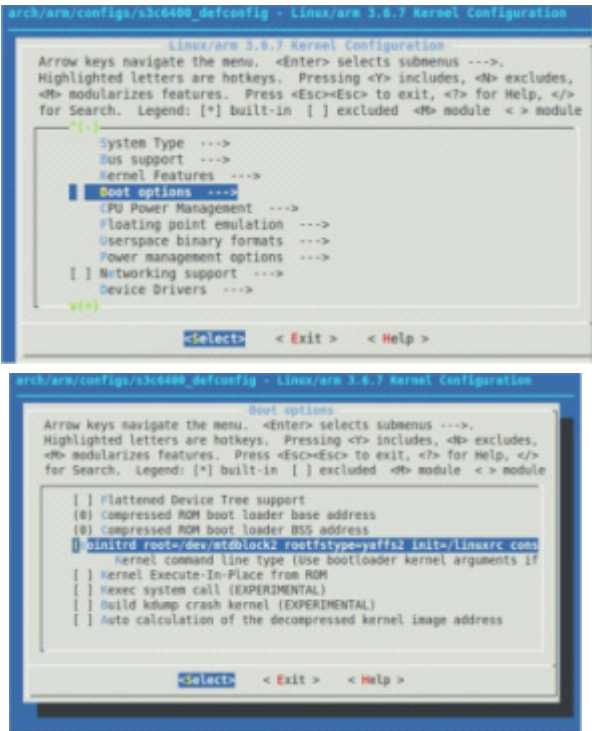 arch/arm/configs/s3c6400_defconfig - Linux/arm 3.6.7 Kernel Configuration
Linux/arm 3.6.7 Kernel Configuration
Arrow keys navigate the menu. <Enter> selects submenus --->.
Highlighted letters are hotkeys. Pressing <Y> includes, <N> excludes,
<M> modularizes features. Press <Esc><Esc> to exit, <?> for Help, </>
for Search. Legend: [*] built-in [ ] excluded <M> module < > module
^(-)
System Type --->
Bus support --->
Kernel Features --->
Boot options --->
CPU Power Management --->
Floating point emulation --->
Userspace binary formats --->
Power management options --->
[ ] Networking support --->
Device Drivers --->
v(+)
<Select> < Exit > < Help >
arch/arm/configs/s3c6400_defconfig - Linux/arm 3.6.7 Kernel Configuration
Boot options
Arrow keys navigate the menu. <Enter> selects submenus --->.
Highlighted letters are hotkeys. Pressing <Y> includes, <N> excludes,
<M> modularizes features. Press <Esc><Esc> to exit, <?> for Help, </>
for Search. Legend: [*] built-in [ ] excluded <M> module < > module
[ ] Flattened Device Tree support
(0) Compressed ROM boot loader base address
(0) Compressed ROM boot loader BSS address
oinitrd root=/dev/mtdblock2 rootfstype=yaffs2 init=/linuxrc cons
Kernel command line type (Use bootloader kernel arguments if
[ ] Kernel Execute-In-Place from ROM
[ ] Kexec system call (EXPERIMENTAL)
[ ] Build kdump crash kernel (EXPERIMENTAL)
[ ] Auto calculation of the decompressed kernel image address
<Select> < Exit > < Help >